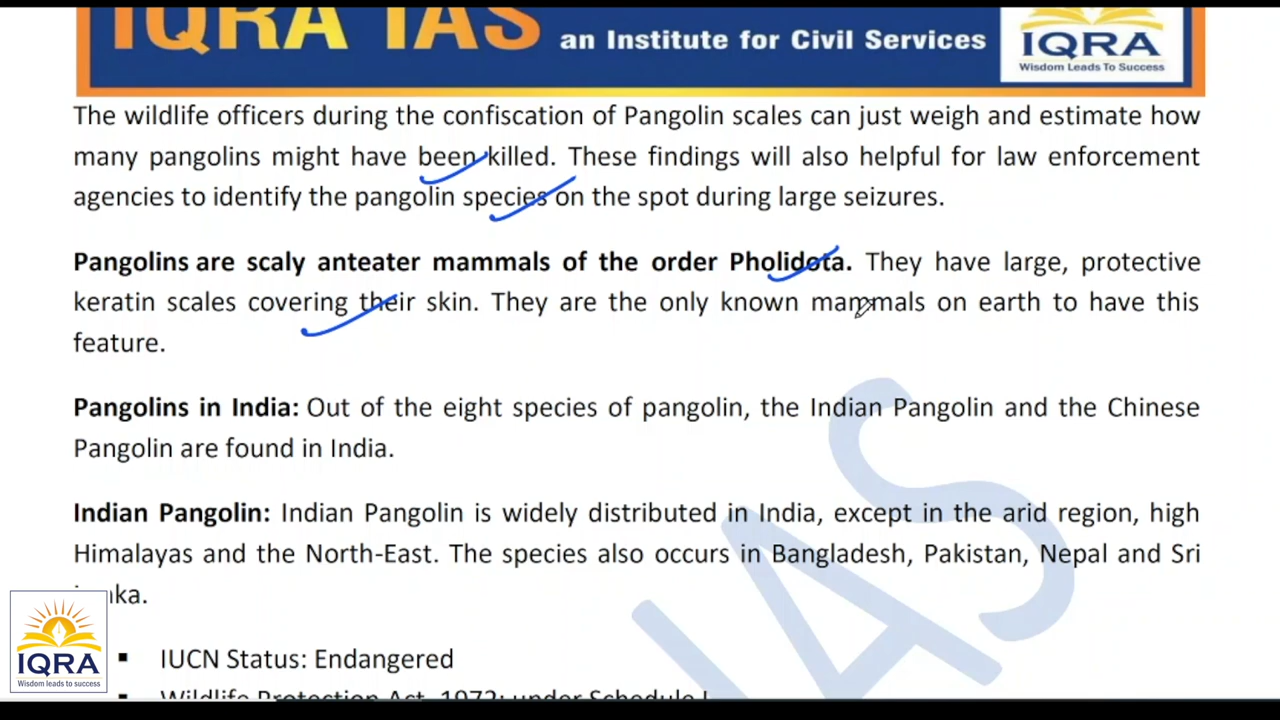 IQRA IAS an Institute for Civil Services
IQRA
Wisdom Leads To Success
The wildlife officers during the confiscation of Pangolin scales can just weigh and estimate how
many pangolins might have been killed. These findings will also helpful for law enforcement
agencies to identify the pangolin species on the spot during large seizures.
Pangolins are scaly anteater mammals of the order Pholidota. They have large, protective
keratin scales covering their skin. They are the only known mammals on earth to have this
feature.
Pangolins in India: Out of the eight species of pangolin, the Indian Pangolin and the Chinese
Pangolin are found in India.
Indian Pangolin: Indian Pangolin is widely distributed in India, except in the arid region, high
Himalayas and the North-East. The species also occurs in Bangladesh, Pakistan, Nepal and Sri
Lanka.
▪ IUCN Status: Endangered
▪ Wildlife Protection Act, 1972: under Schedule I
IAS
IQRA
Wisdom leads to success